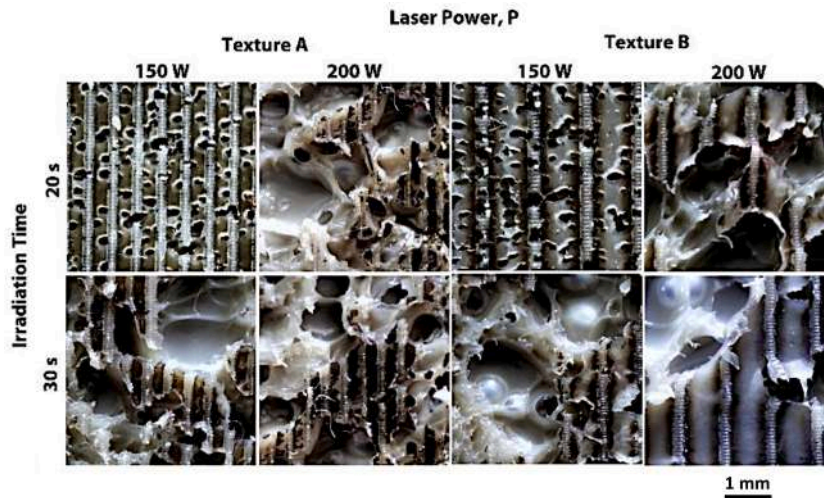 Laser Power, P
Texture A
Texture B
150 W
200 W
150 W
200 W
Irradiation Time
20 s
30 s
1 mm